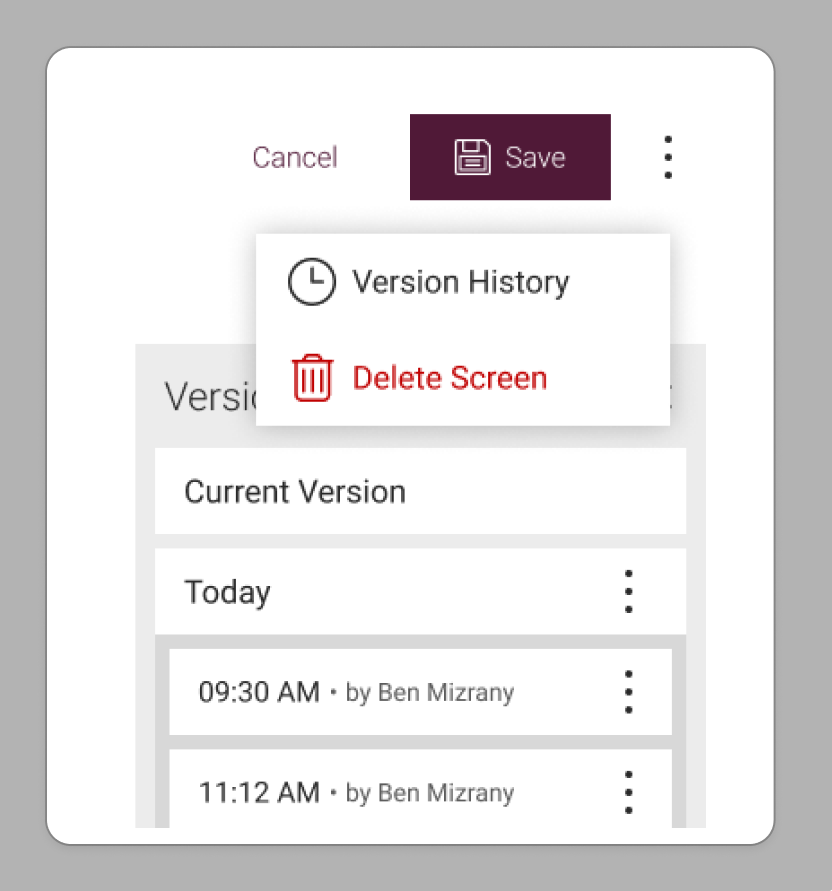 Cancel
Save
Version History
Delete Screen
Versi
Current Version
Today
09:30 AM • by Ben Mizrany
11:12 AM • by Ben Mizrany